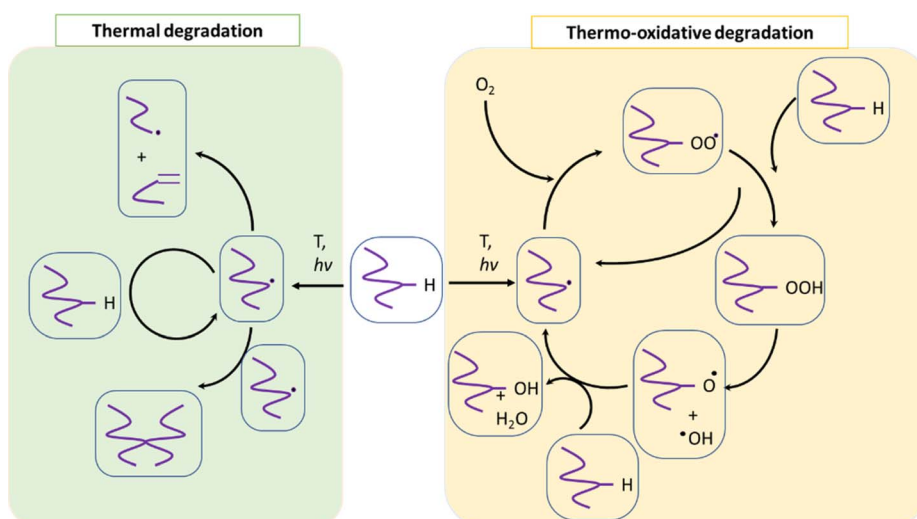 Thermal degradation
Thermo-oxidative degradation
+
H
T,
hv
H
T,
hv
O₂
OO•
H
OOH
O•
+
•OH
+ OH
H₂O
H